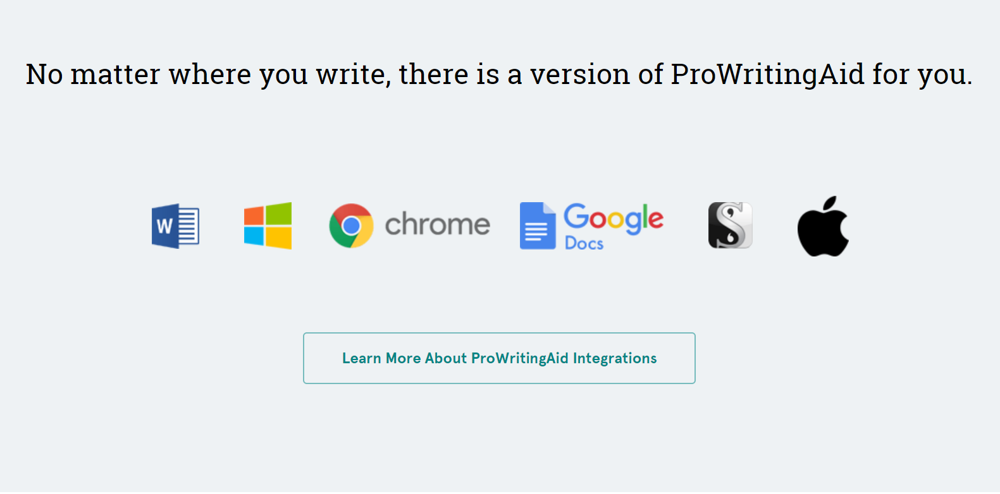 No matter where you write, there is a version of ProWritingAid for you.
W
chrome
Google
Docs
S
Learn More About ProWritingAid Integrations